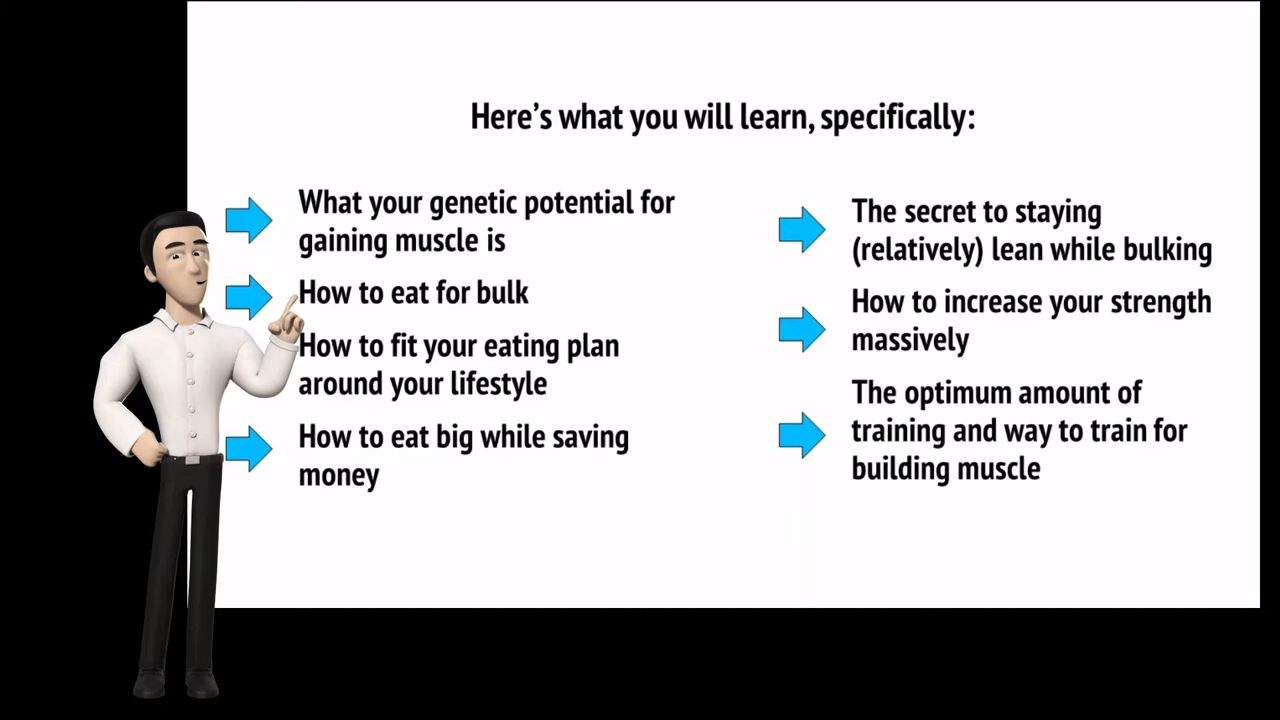 Here's what you will learn, specifically:
What your genetic potential for
gaining muscle is
How to eat for bulk
How to fit your eating plan
around your lifestyle
How to eat big while saving
money
The secret to staying
(relatively) lean while bulking
How to increase your strength
massively
The optimum amount of
training and way to train for
building muscle